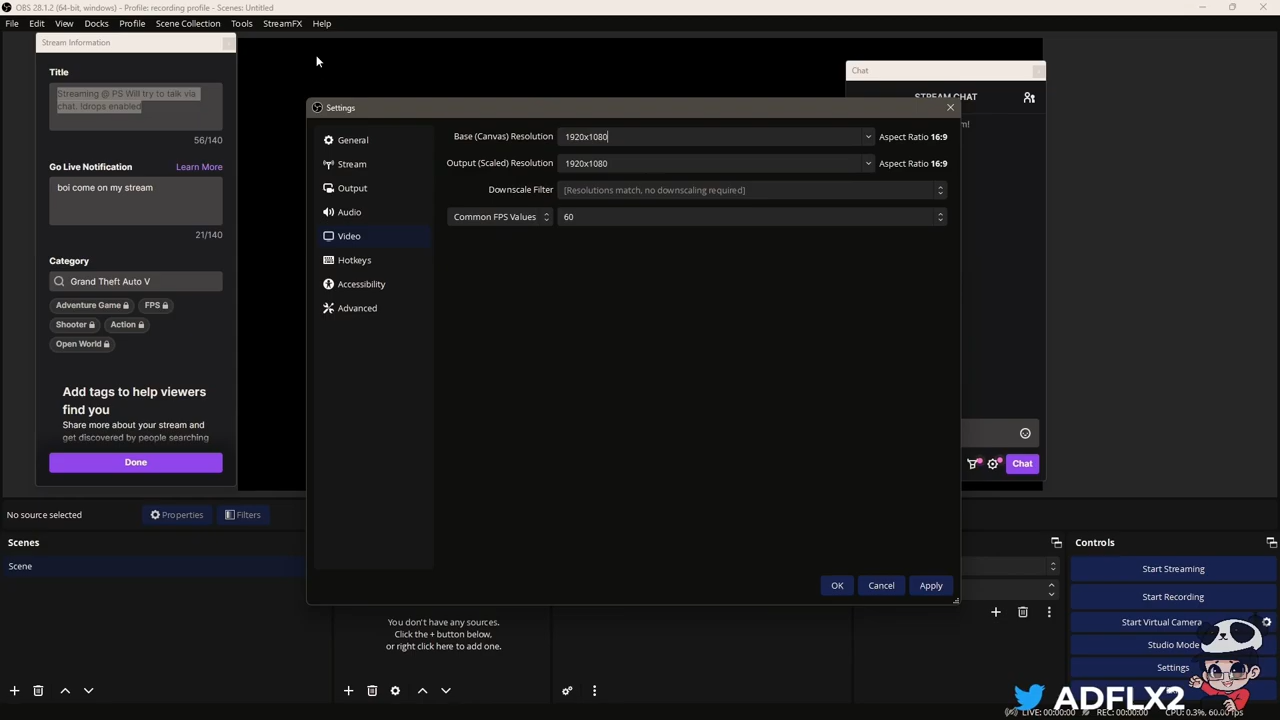 OBS 28.1.2 (64-bit, windows) - Profile: recording profile - Scenes: Untitled
File Edit View Docks Profile Scene Collection Tools StreamFX Help
Stream Information
Title
Streaming @ PS Will try to talk via
chat. !drops enabled
56/140
Go Live Notification Learn More
boi come on my stream
21/140
Category
Grand Theft Auto V
Adventure Game FPS
Shooter Action
Open World
Add tags to help viewers
find you
Share more about your stream and
get discovered by people searching
Done
Settings
General
Stream
Output
Audio
Video
Hotkeys
Accessibility
Advanced
Base (Canvas) Resolution 1920x1080 Aspect Ratio 16:9
Output (Scaled) Resolution 1920x1080 Aspect Ratio 16:9
Downscale Filter [Resolutions match, no downscaling required]
Common FPS Values 60
OK Cancel Apply
Chat
STREAM CHAT
m!
Chat
No source selected Properties Filters
Scenes
Scene
You don't have any sources.
Click the + button below,
or right click here to add one.
Controls
Start Streaming
Start Recording
Start Virtual Camera
Studio Mode
Settings
ADFLX2
LIVE: 00:00:00 REC: 00:00:00 CPU: 0.3%, 60.00 fps